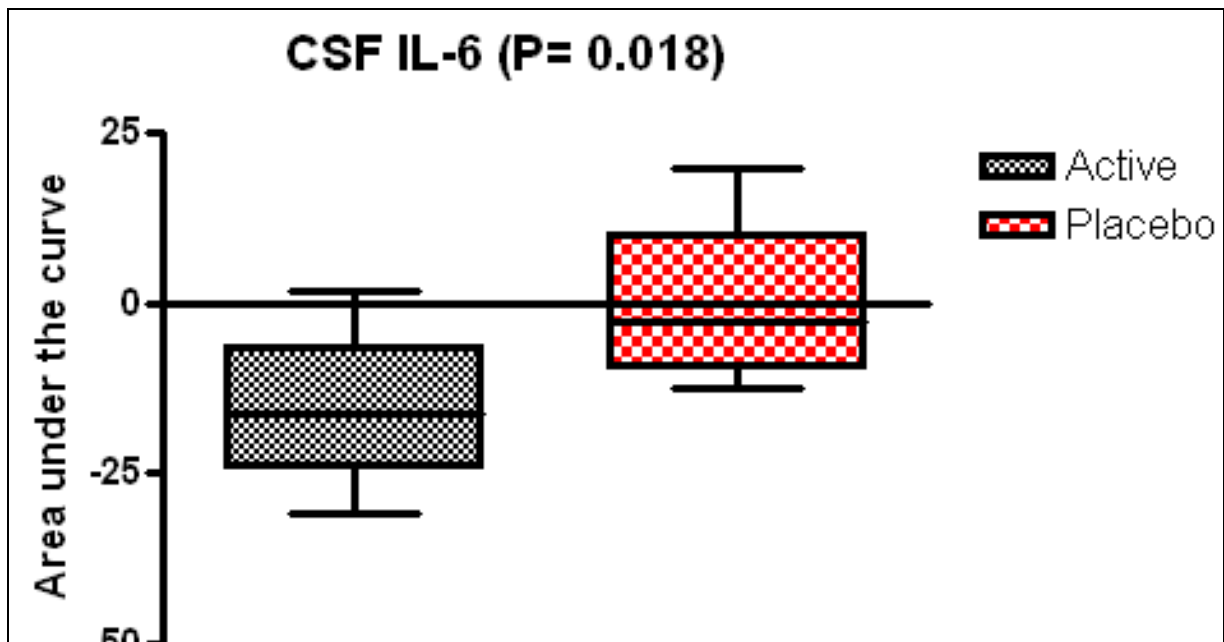 CSF IL-6 (P= 0.018)
25
0
-25
Area under the curve
Active
Placebo